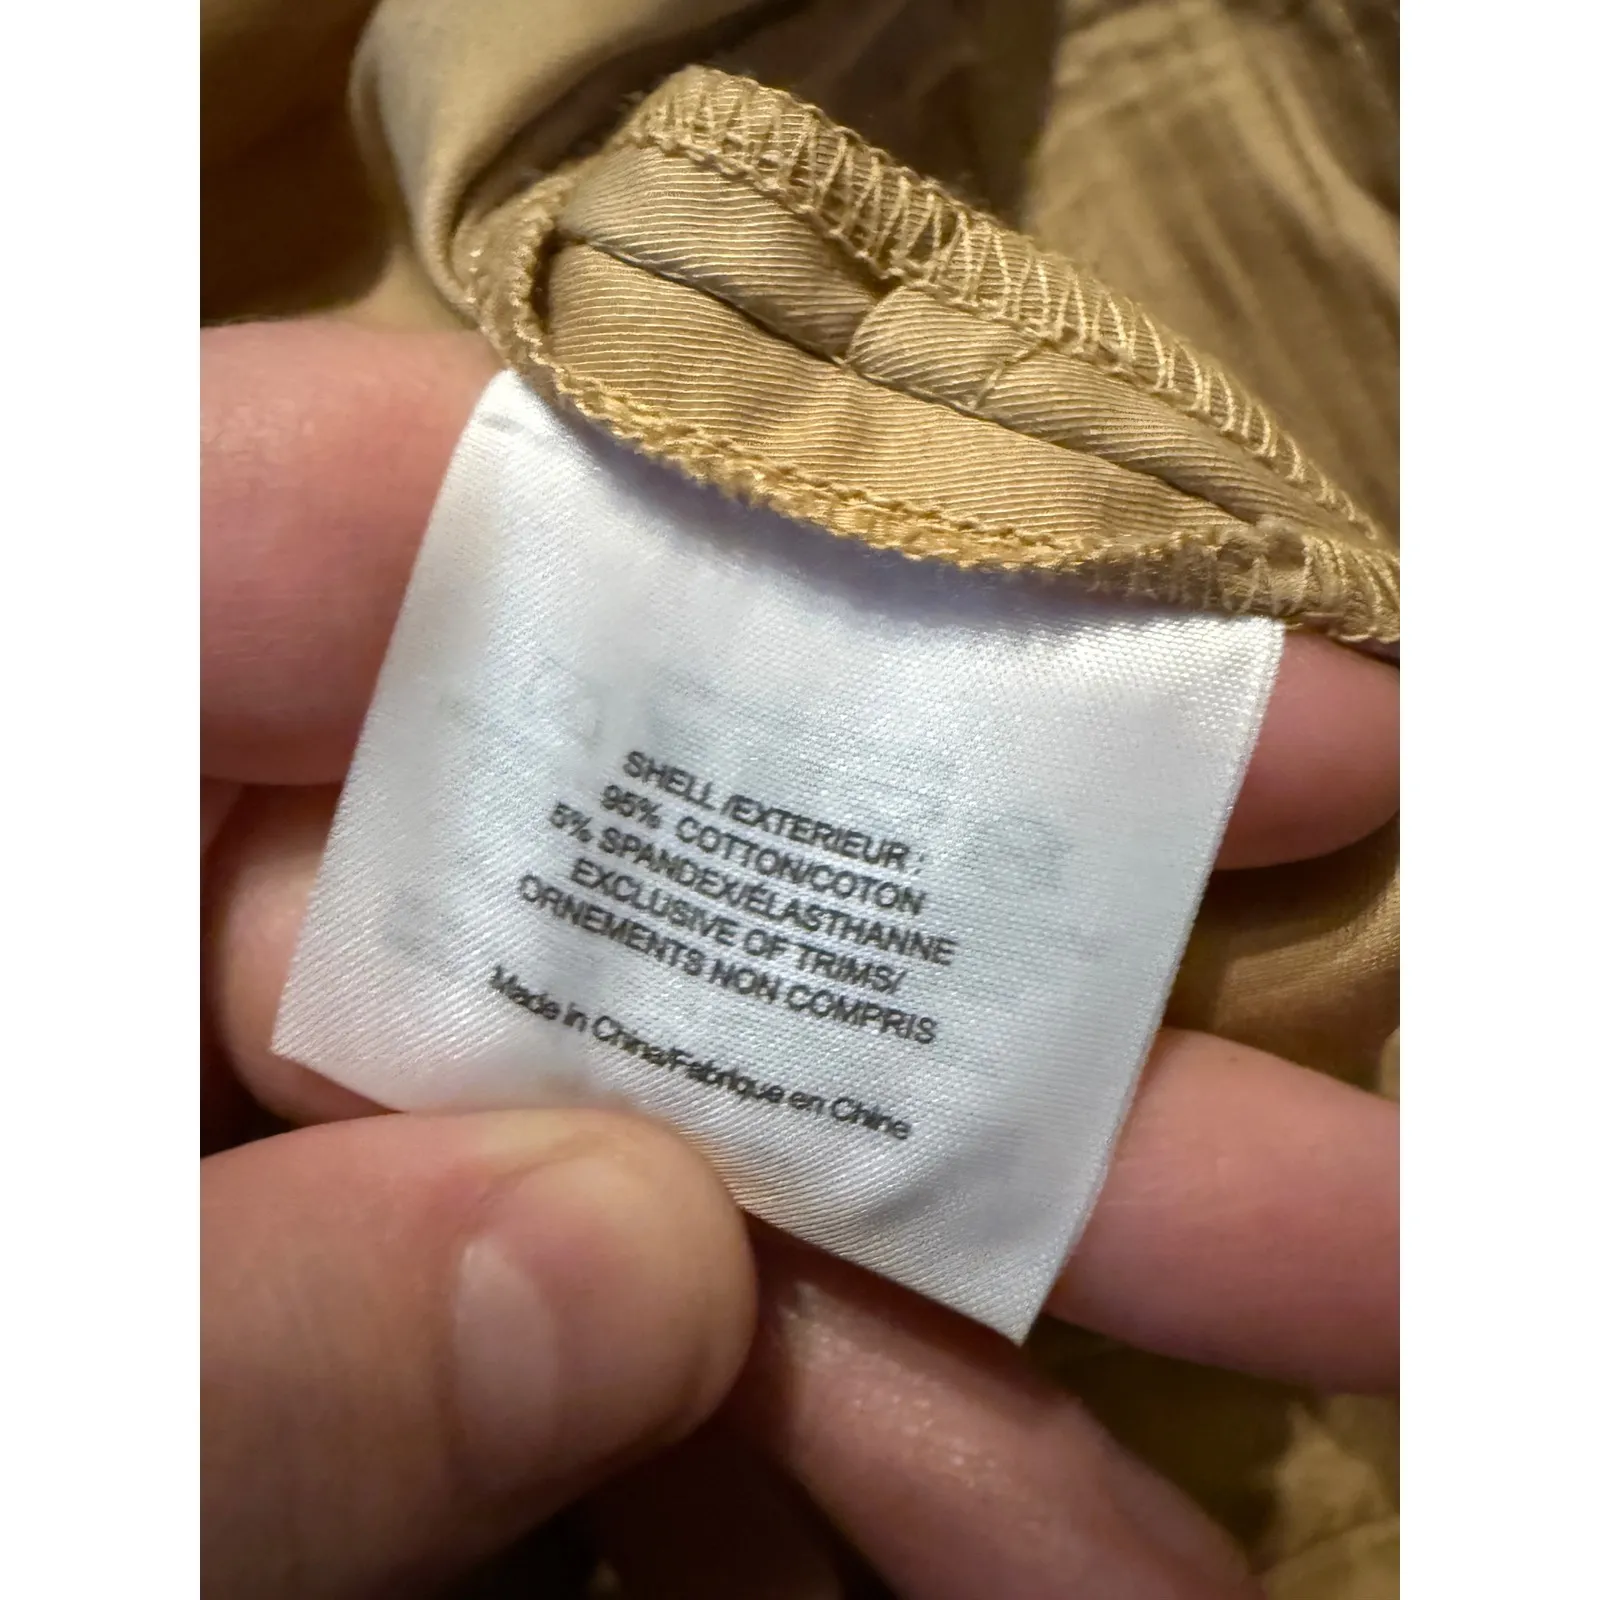 SHELL/EXTERIEUR:
95% COTTON/COTON
5% SPANDEX/ÉLASTHANNE
EXCLUSIVE OF TRIMS/
ORNEMENTS NON COMPRIS
Made in China/Fabrique en Chine